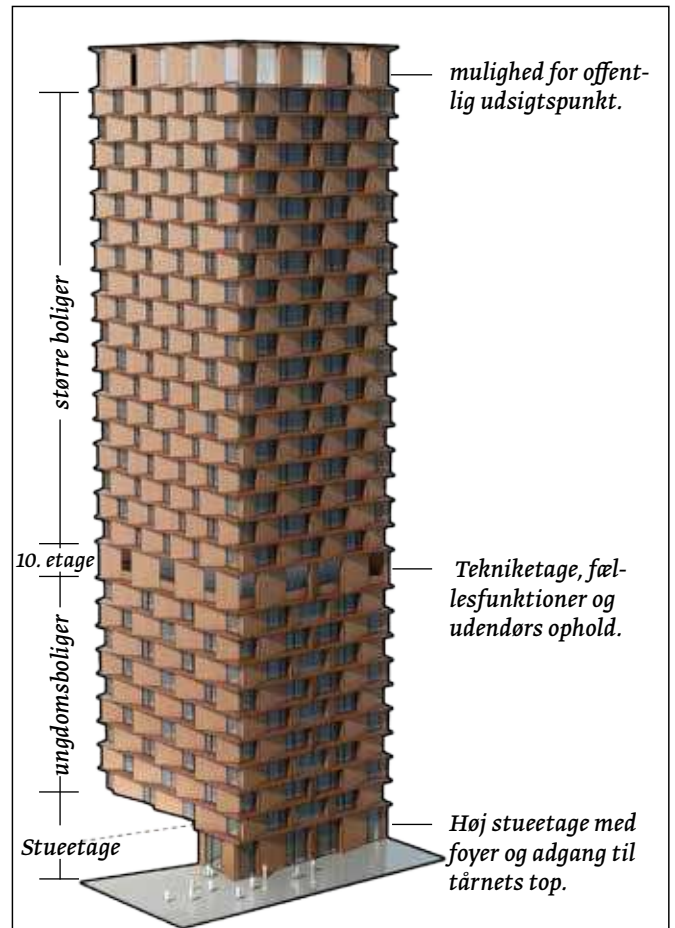 mulighed for offent-
lig udsigtspunkt.
større boliger
10. etage
Tekniketage, fæl-
lesfunktioner og
udendørs ophold.
ungdomsboliger
Stueetage
Høj stueetage med
foyer og adgang til
tårnets top.